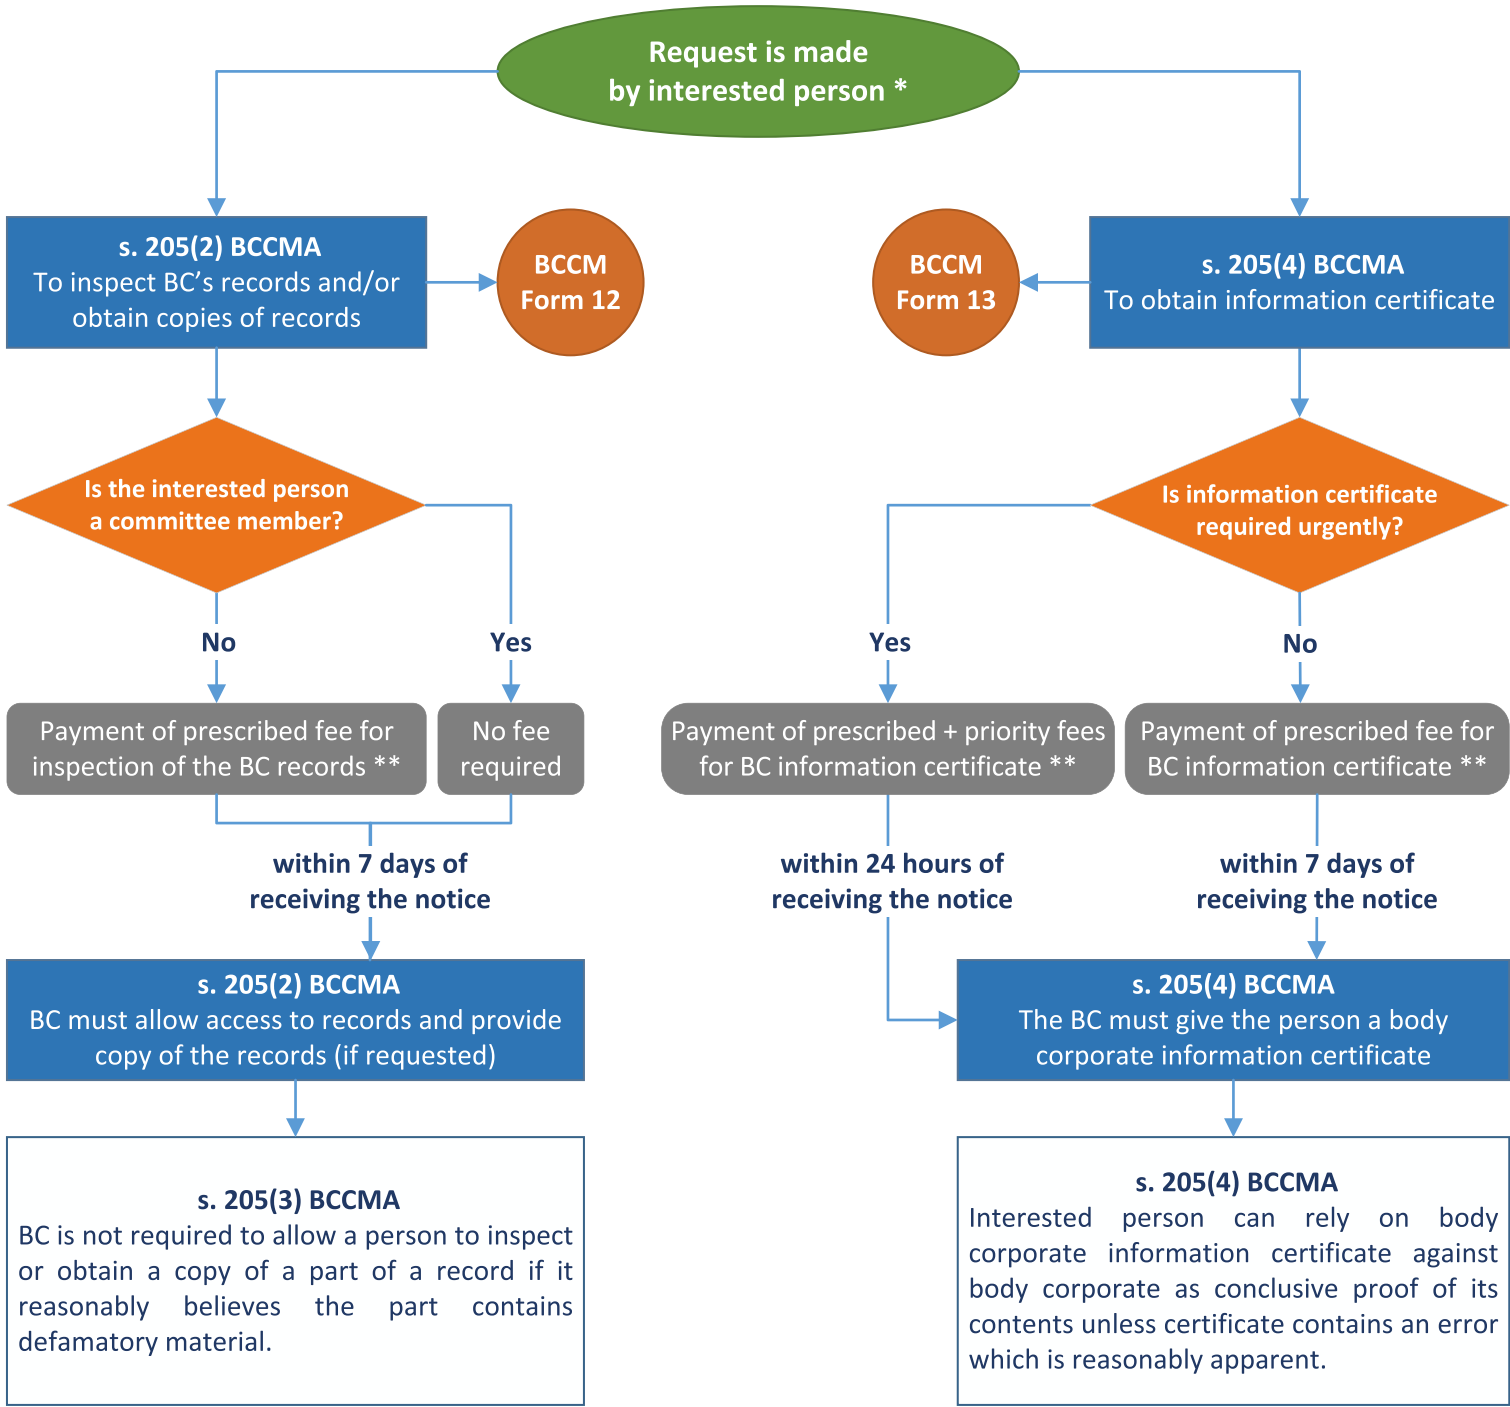 Request is made
by interested person *
s. 205(2) BCCMA
To inspect BC’s records and/or
obtain copies of records
BCCM
Form 12
BCCM
Form 13
s. 205(4) BCCMA
To obtain information certificate
Is the interested person
a committee member?
Is information certificate
required urgently?
No
Yes
Yes
No
Payment of prescribed fee for
inspection of the BC records **
No fee
required
Payment of prescribed + priority fees
for BC information certificate **
Payment of prescribed fee for
BC information certificate **
within 7 days of
receiving the notice
within 24 hours of
receiving the notice
within 7 days of
receiving the notice
s. 205(2) BCCMA
BC must allow access to records and provide
copy of the records (if requested)
s. 205(4) BCCMA
The BC must give the person a body
corporate information certificate
s. 205(3) BCCMA
BC is not required to allow a person to inspect
or obtain a copy of a part of a record if it
reasonably believes the part contains
defamatory material.
s. 205(4) BCCMA
Interested person can rely on body
corporate information certificate against
body corporate as conclusive proof of its
contents unless certificate contains an error
which is reasonably apparent.